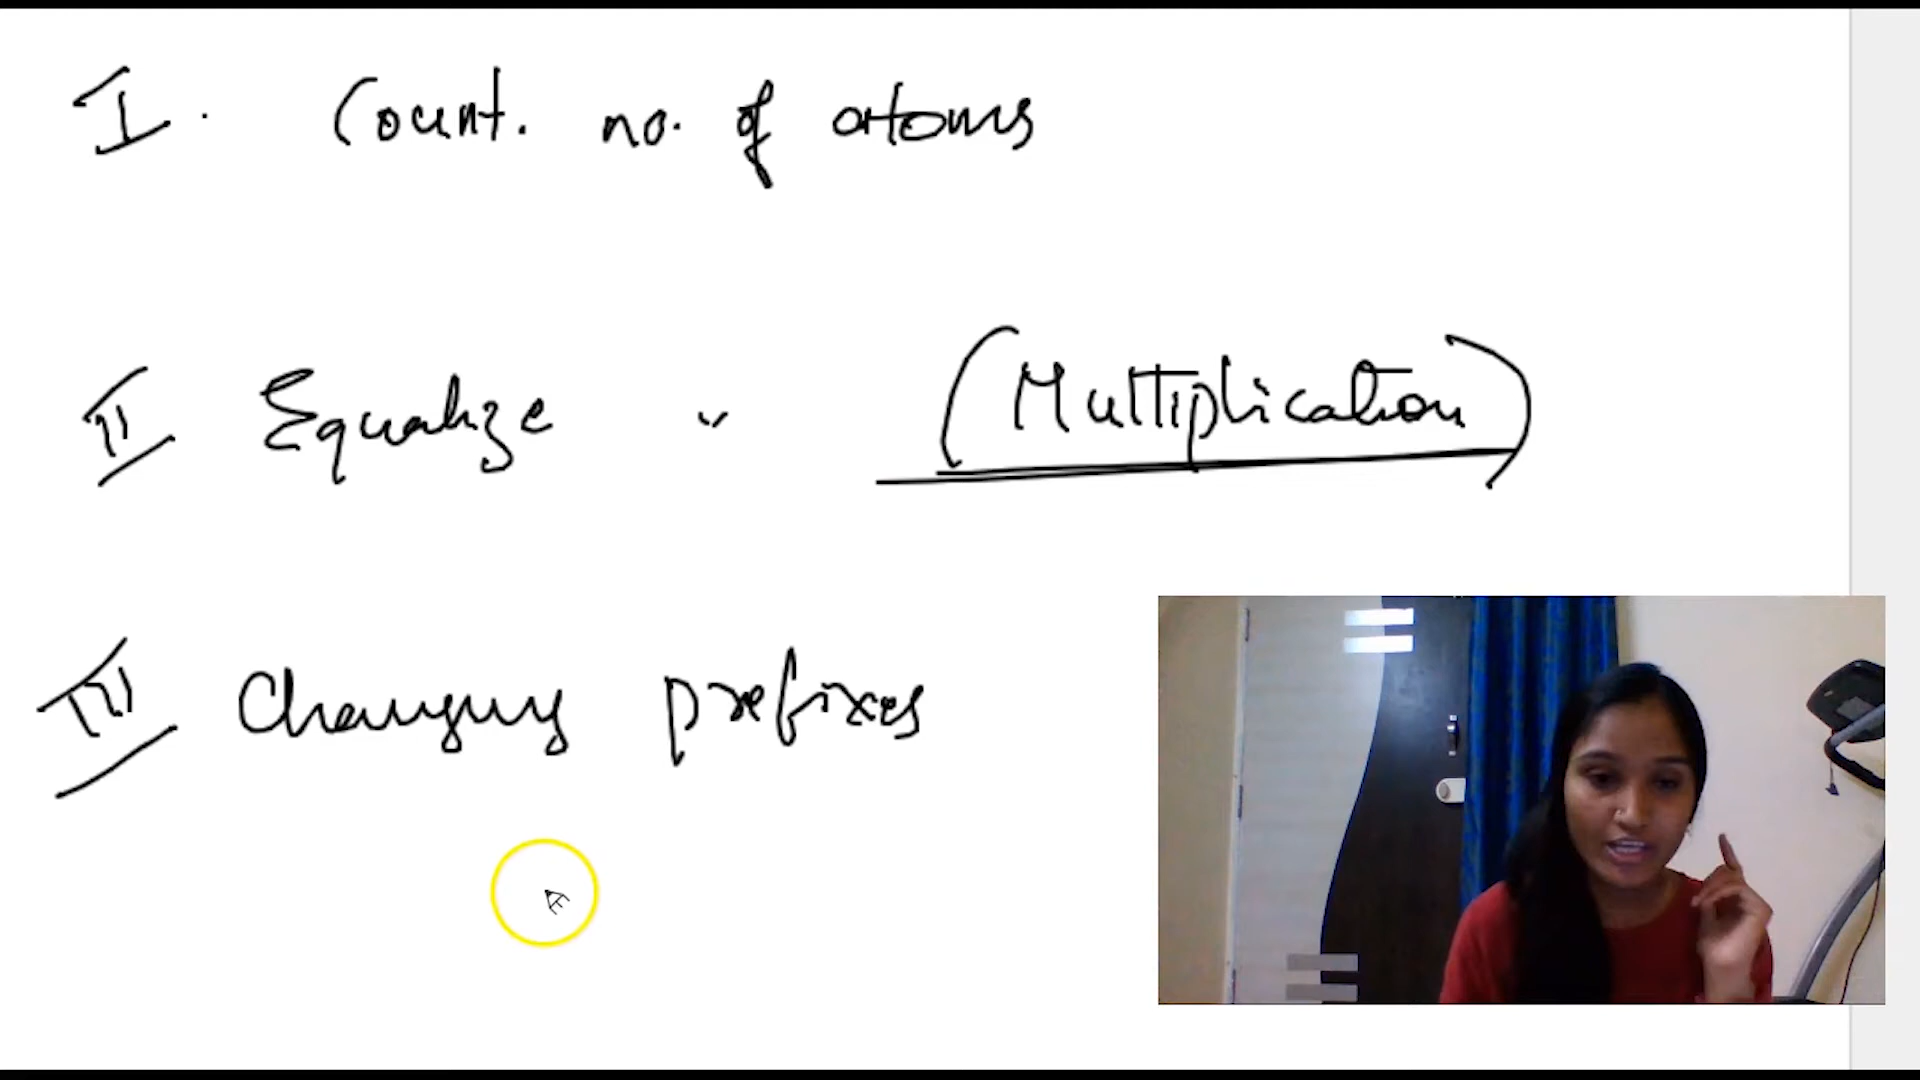 I. Count. no. of atoms
II Equalize " (Multiplication)
III Changing prefixes